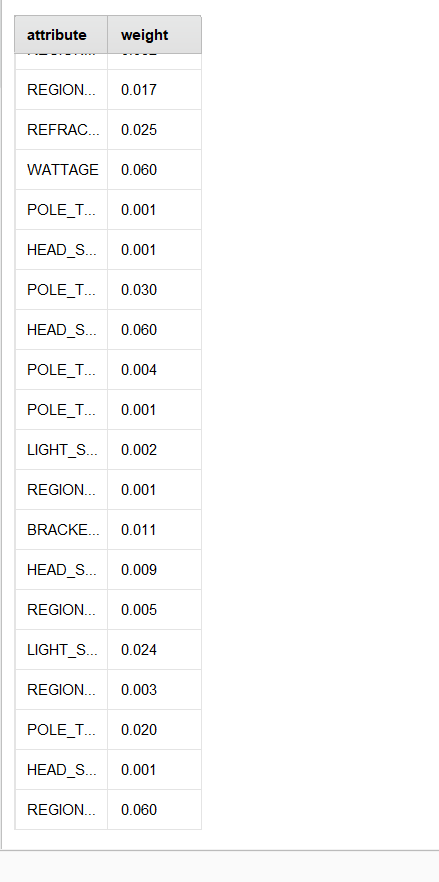 attribute weight
REGION... 0.017
REFRAC... 0.025
WATTAGE 0.060
POLE_T... 0.001
HEAD_S... 0.001
POLE_T... 0.030
HEAD_S... 0.060
POLE_T... 0.004
POLE_T... 0.001
LIGHT_S... 0.002
REGION... 0.001
BRACKE... 0.011
HEAD_S... 0.009
REGION... 0.005
LIGHT_S... 0.024
REGION... 0.003
POLE_T... 0.020
HEAD_S... 0.001
REGION... 0.060